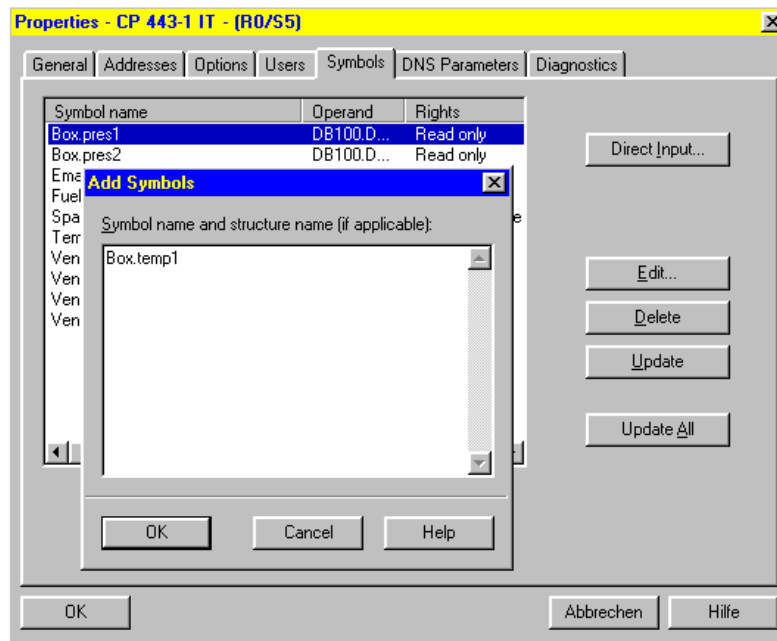 Properties - CP 443-1 IT - (R0/S5)
General Addresses Options Users Symbols DNS Parameters Diagnostics
Symbol name Operand Rights
Box.pres1 DB100.D... Read only
Box.pres2 DB100.D... Read only
Direct Input...
Add Symbols
Symbol name and structure name (if applicable):
Box.temp1
Edit...
Delete
Update
Update All
OK Cancel Help
OK Abbrechen Hilfe